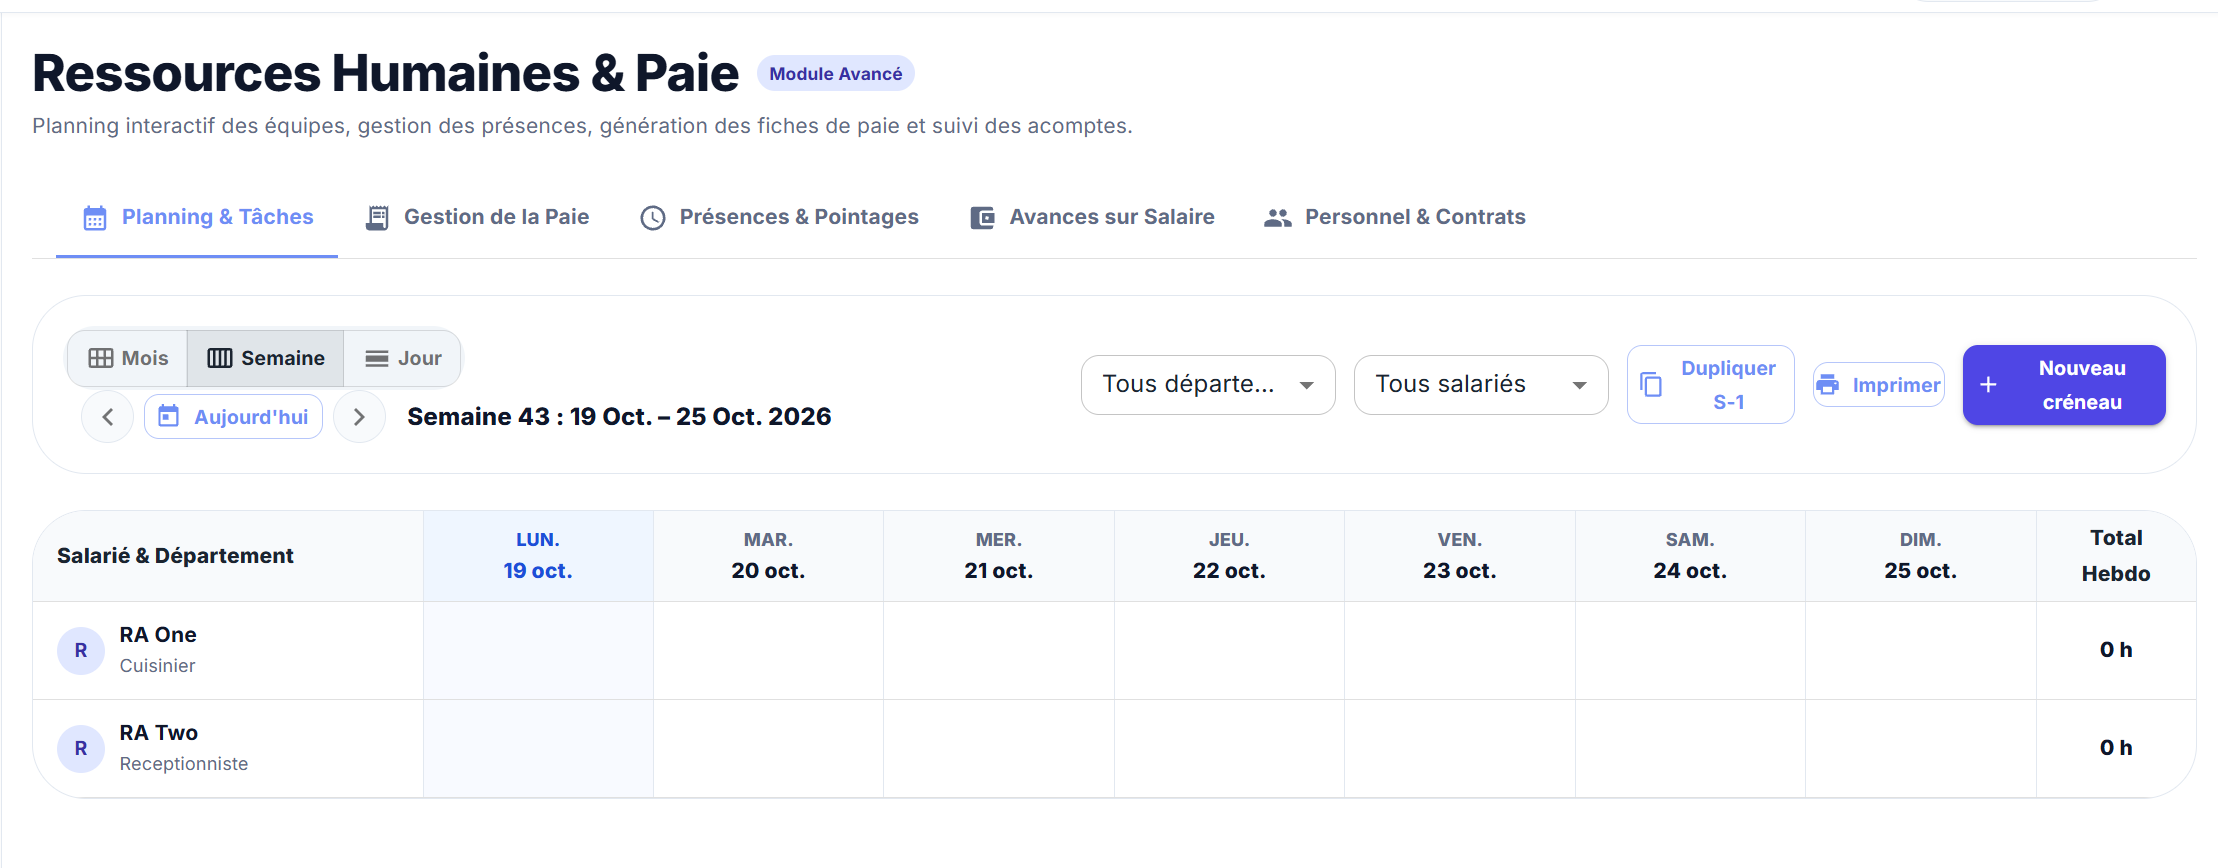 Ressources Humaines & Paie
Module Avancé
Planning interactif des équipes, gestion des présences, génération des fiches de paie et suivi des acomptes.
Planning & Tâches
Gestion de la Paie
Présences & Pointages
Avances sur Salaire
Personnel & Contrats
Mois
Semaine
Jour
Aujourd'hui
Semaine 43 : 19 Oct. – 25 Oct. 2026
Tous départe...
Tous salariés
Dupliquer
S-1
Imprimer
Nouveau
créneau
Salarié & Département
LUN.
19 oct.
MAR.
20 oct.
MER.
21 oct.
JEU.
22 oct.
VEN.
23 oct.
SAM.
24 oct.
DIM.
25 oct.
Total
Hebdo
R
RA One
Cuisinier
0 h
R
RA Two
Receptionniste
0 h